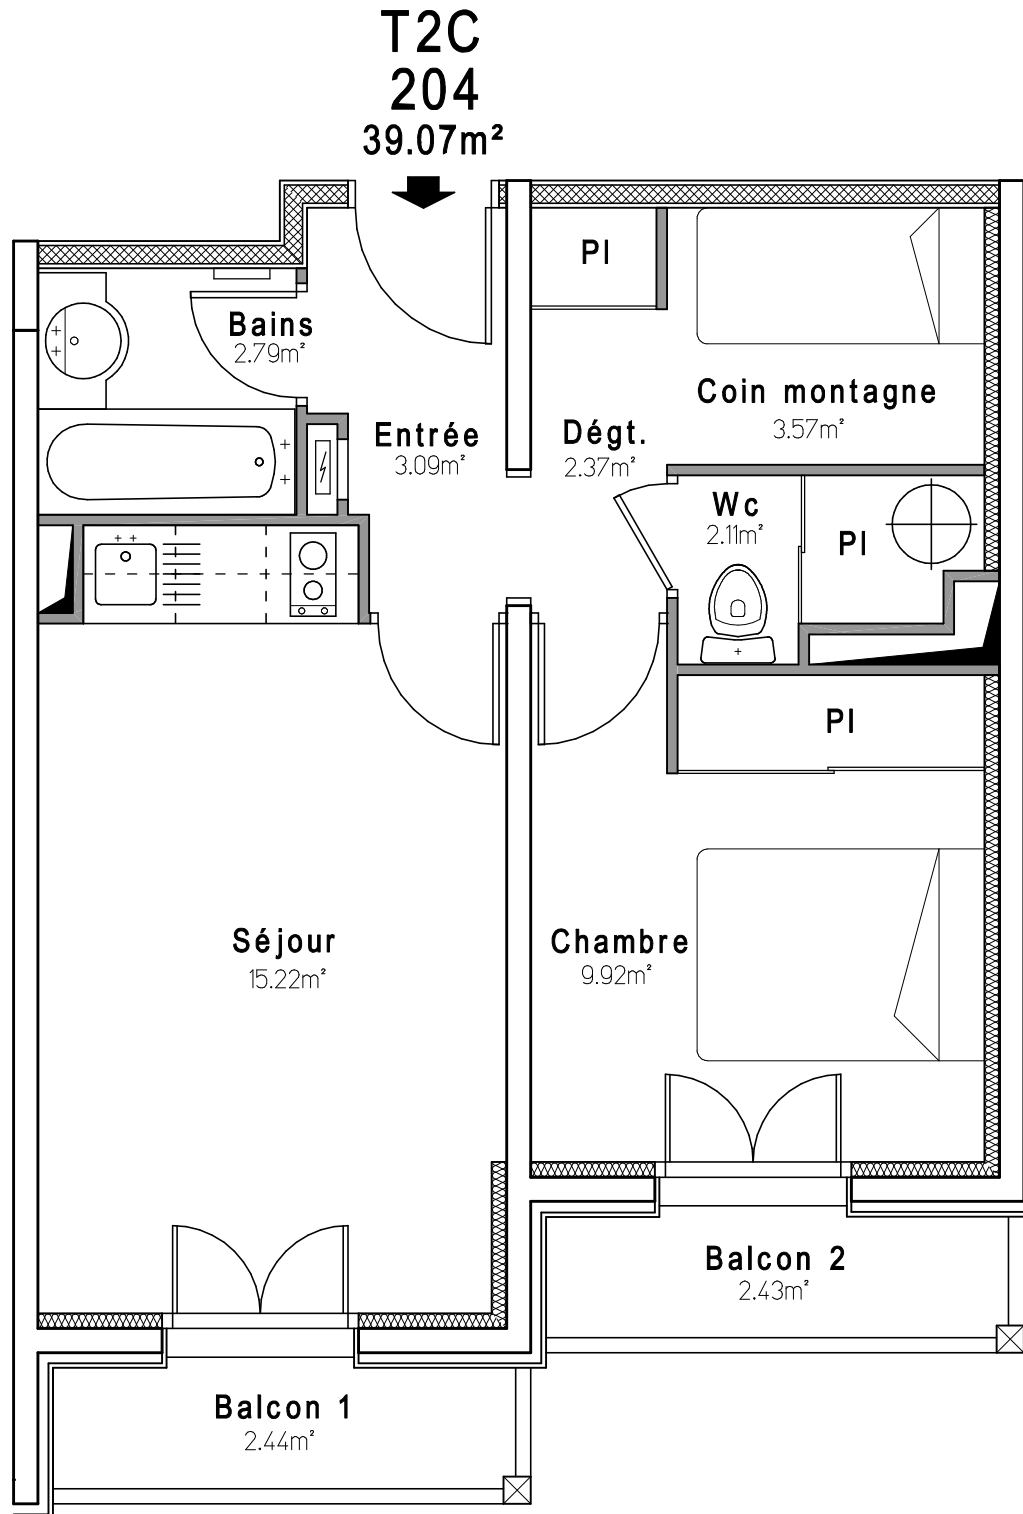 T2C
204
39.07m²
Pl
Bains
2.79m²
Coin montagne
3.57m²
Entrée
3.09m²
Dégt.
2.37m²
Wc
2.11m²
Pl
Pl
Séjour
15.22m²
Chambre
9.92m²
Balcon 2
2.43m²
Balcon 1
2.44m²